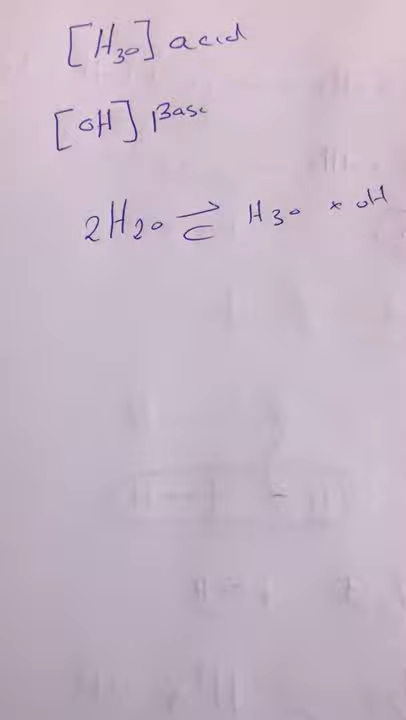 [H₃O] acid
[OH] Base
2H₂O ⇌ H₃O × OH